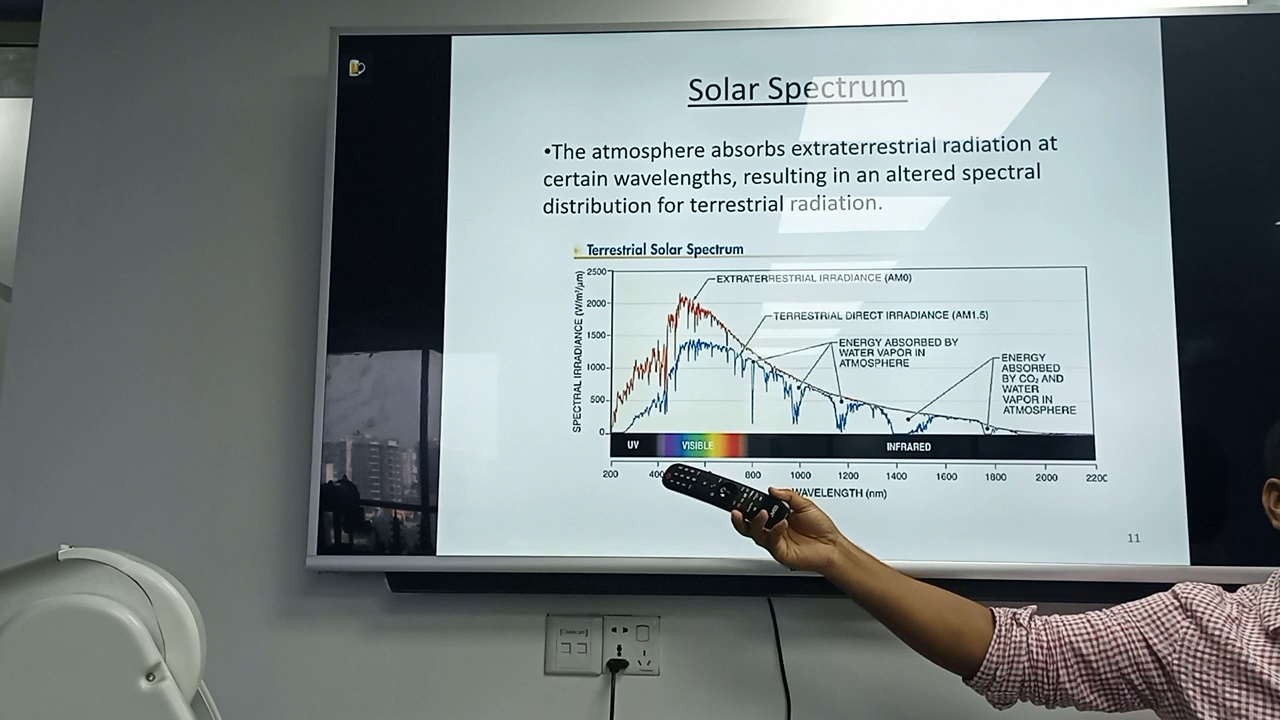 Solar Spectrum
•The atmosphere absorbs extraterrestrial radiation at
certain wavelengths, resulting in an altered spectral
distribution for terrestrial radiation.
Terrestrial Solar Spectrum
SPECTRAL IRRADIANCE (W/m²/µm)
2500
2000
1500
1000
500
0
EXTRATERRESTRIAL IRRADIANCE (AM0)
TERRESTRIAL DIRECT IRRADIANCE (AM1.5)
ENERGY ABSORBED BY
WATER VAPOR IN
ATMOSPHERE
ENERGY
ABSORBED
BY CO₂ AND
WATER
VAPOR IN
ATMOSPHERE
UV VISIBLE INFRARED
200 400 800 1000 1200 1400 1600 1800 2000 2200
WAVELENGTH (nm)
11